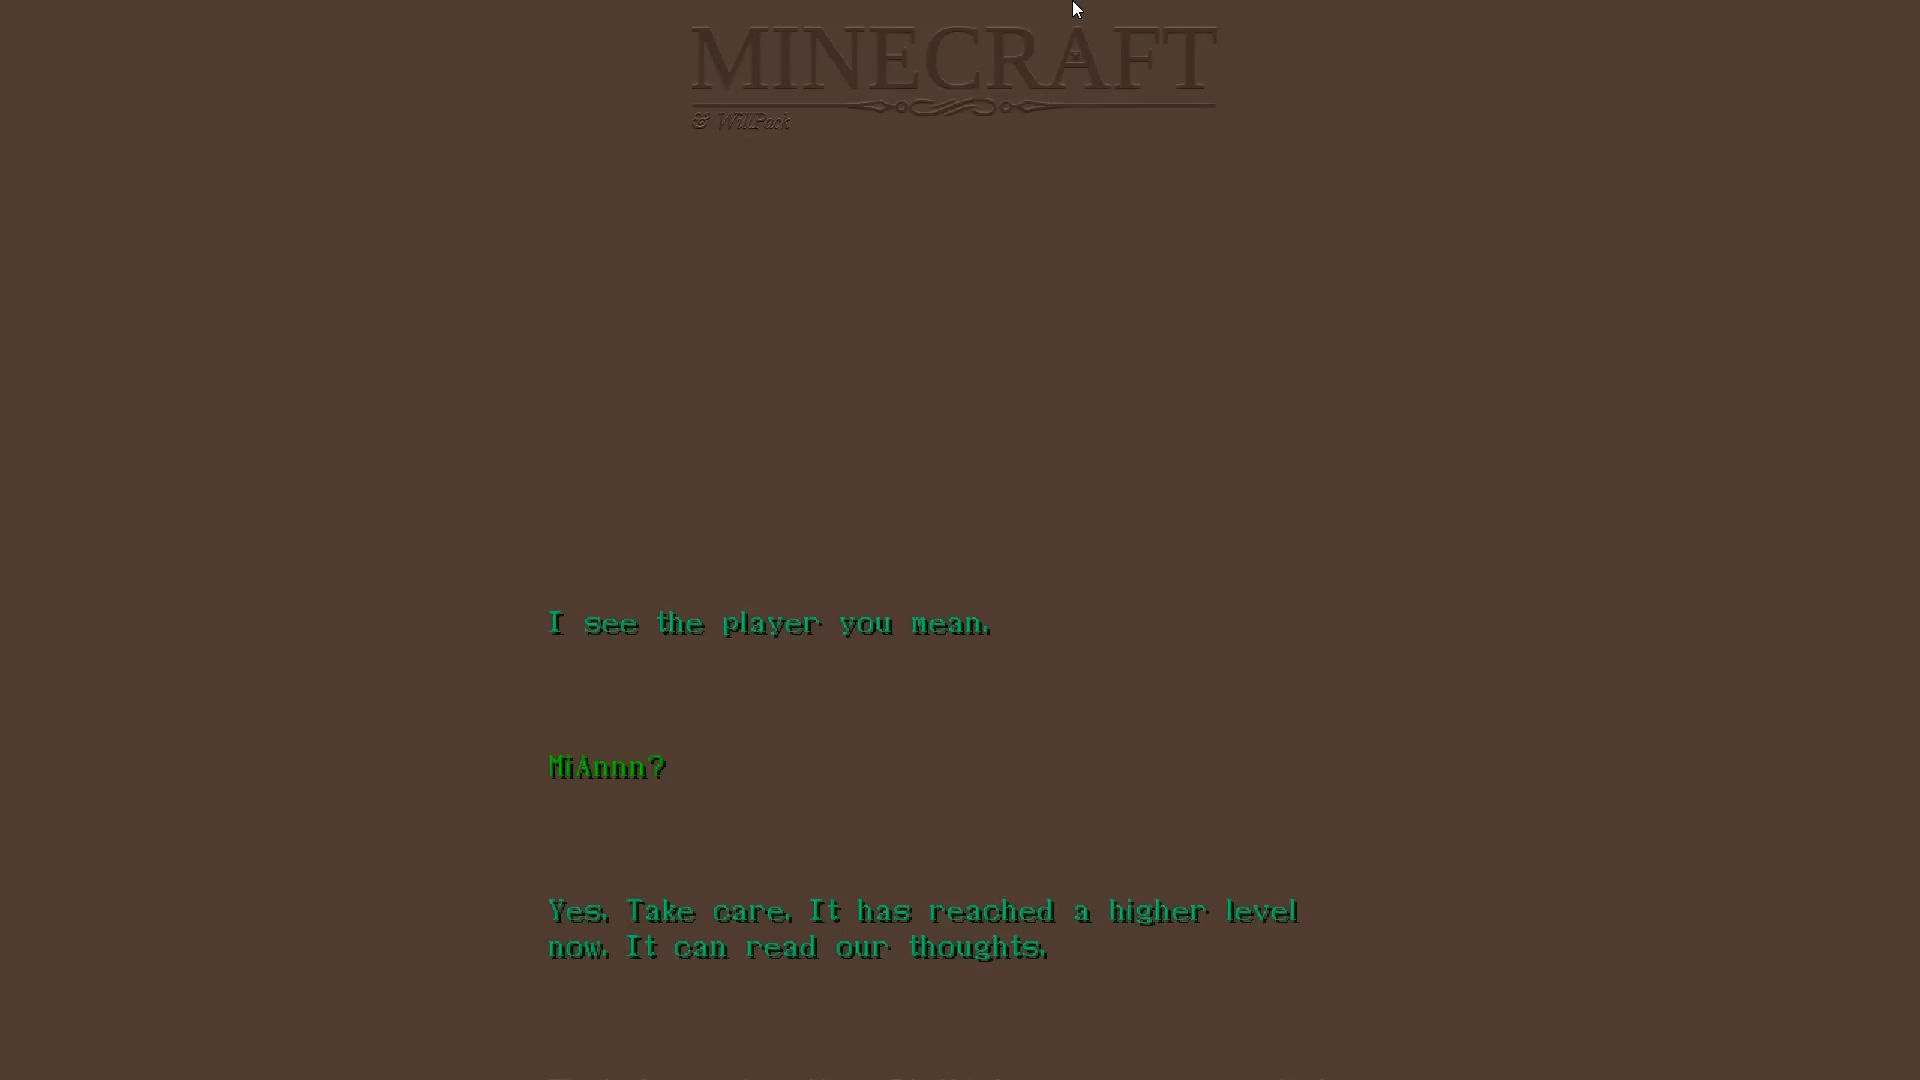 MINECRAFT
& WillPack
I see the player you mean.
MiAnnn?
Yes. Take care. It has reached a higher level
now. It can read our thoughts.